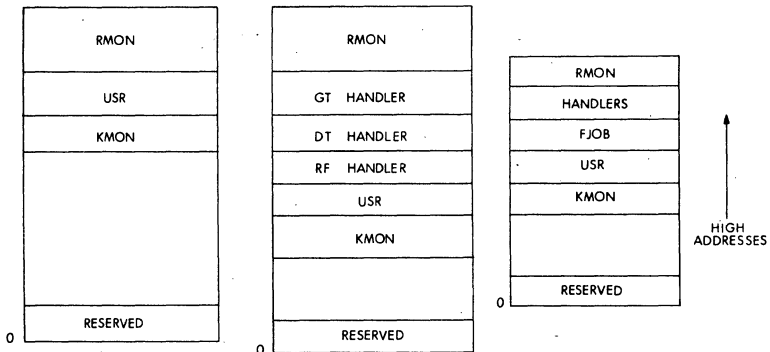 RMON
USR
KMON
RESERVED
0
RMON
GT HANDLER
DT HANDLER
RF HANDLER
USR
KMON
RESERVED
0
RMON
HANDLERS
FJOB
USR
KMON
RESERVED
0
HIGH
ADDRESSES